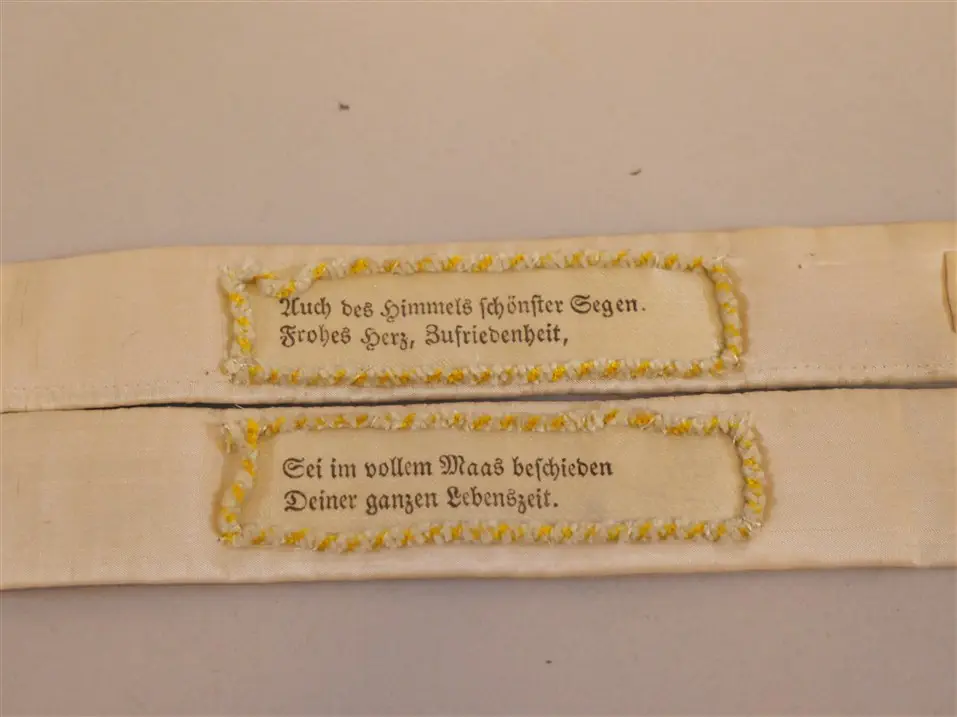 Auch des Himmels schönster Segen.
Frohes Herz, Zufriedenheit,
Sei im vollem Maas beschieden
Deiner ganzen Lebenszeit.